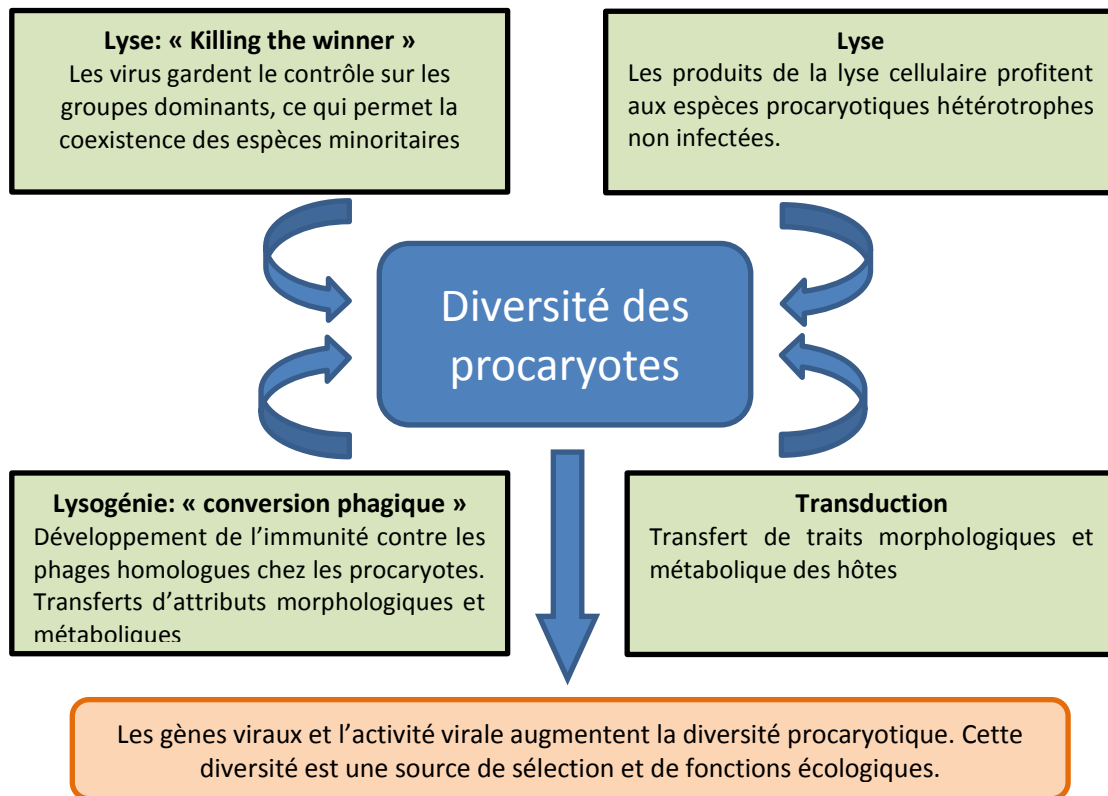 Lyse: « Killing the winner »
Les virus gardent le contrôle sur les
groupes dominants, ce qui permet la
coexistence des espèces minoritaires
Lyse
Les produits de la lyse cellulaire profitent
aux espèces procaryotiques hétérotrophes
non infectées.
Diversité des
procaryotes
Lysogénie: « conversion phagique »
Développement de l’immunité contre les
phages homologues chez les procaryotes.
Transferts d’attributs morphologiques et
métaboliques
Transduction
Transfert de traits morphologiques et
métabolique des hôtes
Les gènes viraux et l’activité virale augmentent la diversité procaryotique. Cette
diversité est une source de sélection et de fonctions écologiques.